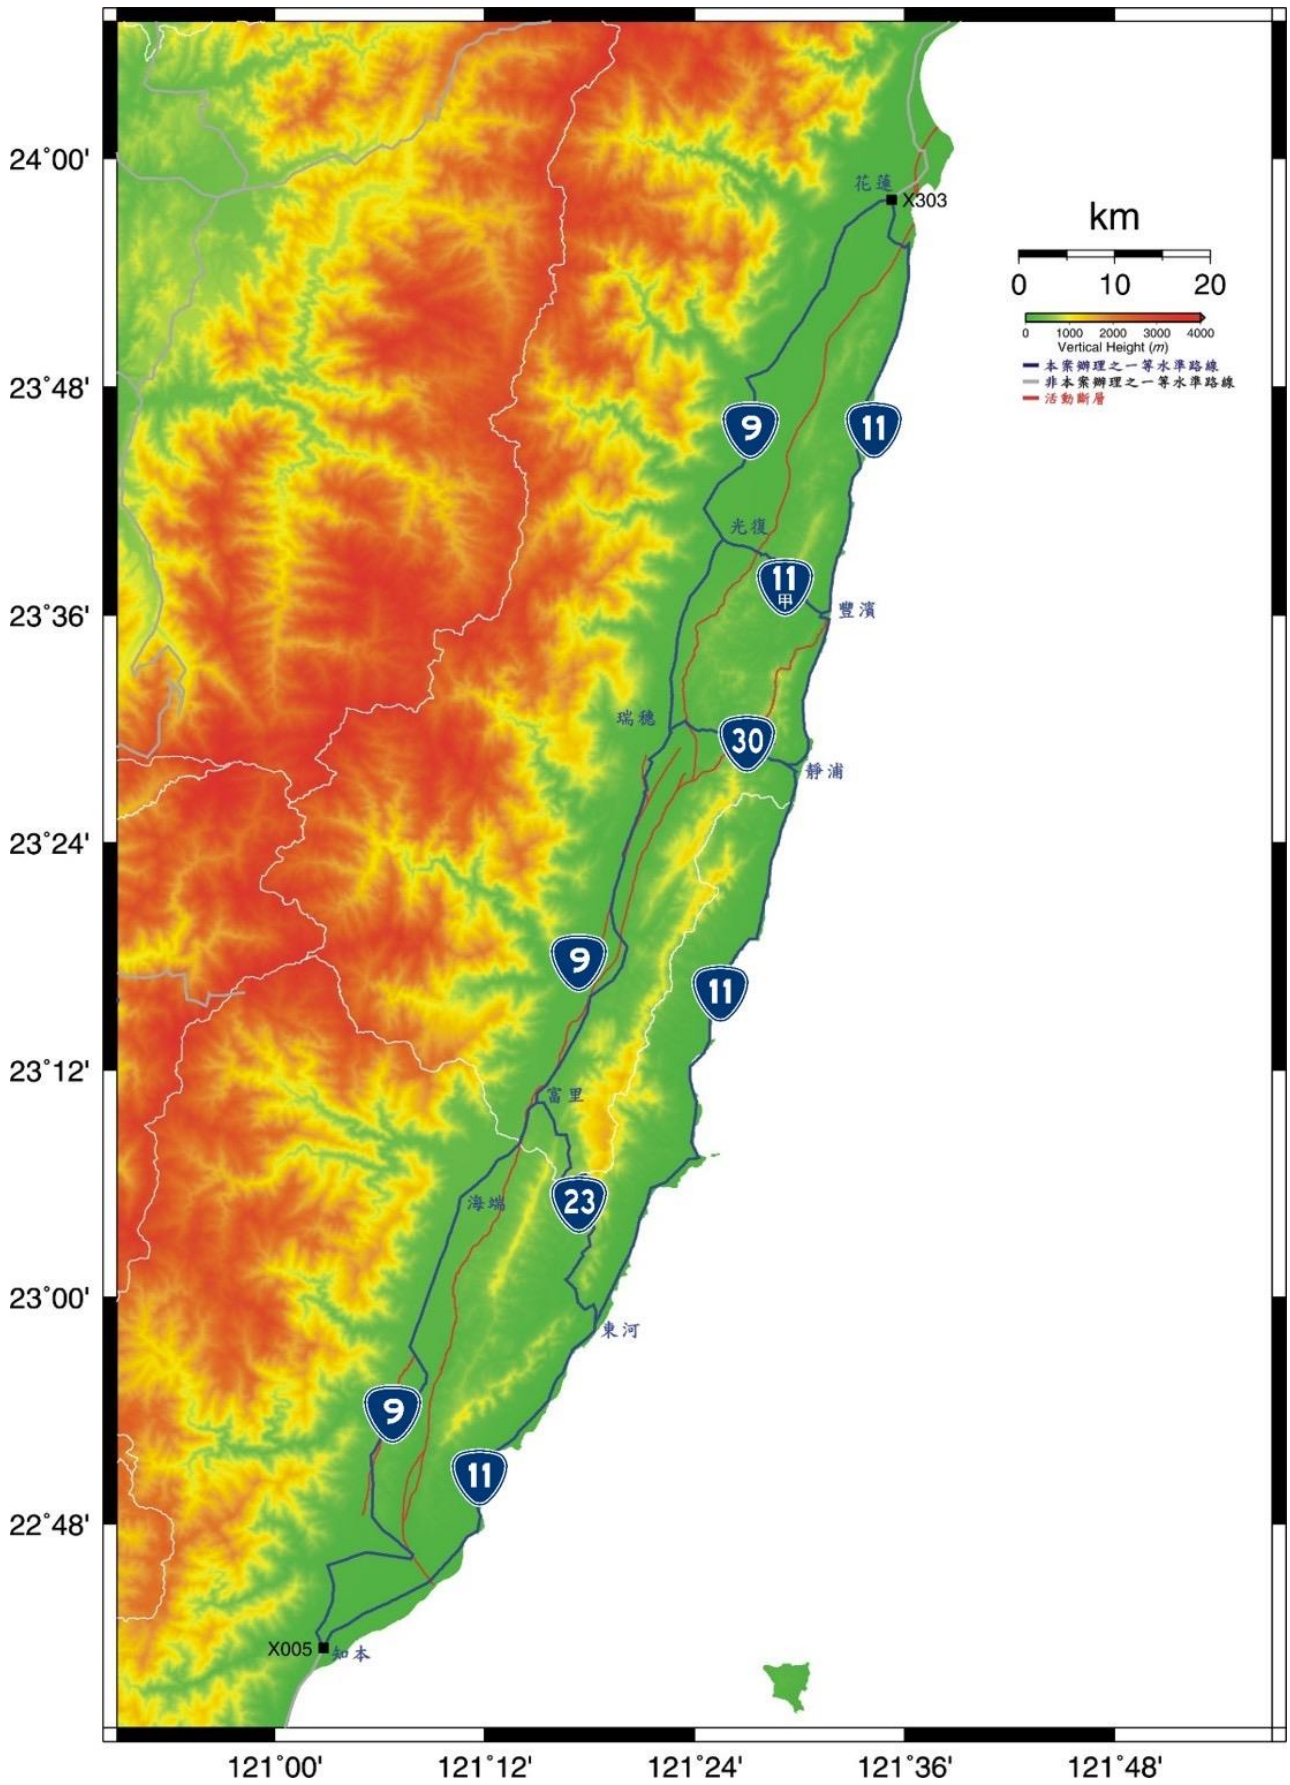 24°00'
花蓮
X303
km
0 10 20
0 1000 2000 3000 4000
Vertical Height (m)
本案辦理之一等水準路線
非本案辦理之一等水準路線
活動斷層
23°48'
9
11
光復
11
甲
23°36'
豐濱
瑞穗
30
靜浦
23°24'
9
11
23°12'
富里
海端
23
23°00'
東河
9
11
22°48'
X005
知本
121°00' 121°12' 121°24' 121°36' 121°48'